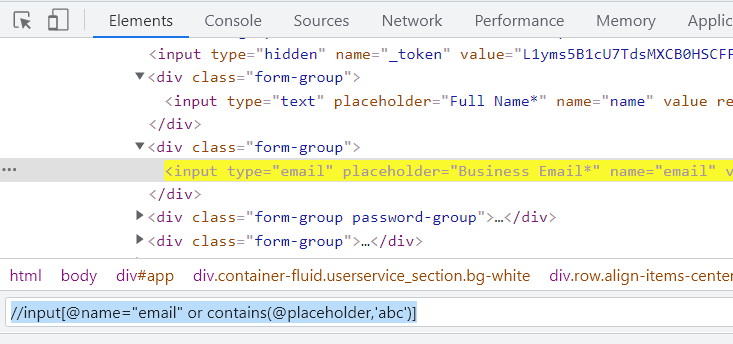 Elements Console Sources Network Performance Memory Applic
<input type="hidden" name="_token" value="L1yms5B1cU7TdsMXCB0HSCFF
▼<div class="form-group">
<input type="text" placeholder="Full Name*" name="name" value re
</div>
▼<div class="form-group">
<input type="email" placeholder="Business Email*" name="email" v
</div>
▶<div class="form-group password-group">…</div>
▶<div class="form-group">…</div>
html body div#app div.container-fluid.userservice_section.bg-white div.row.align-items-center
//input[@name="email" or contains(@placeholder,'abc')]